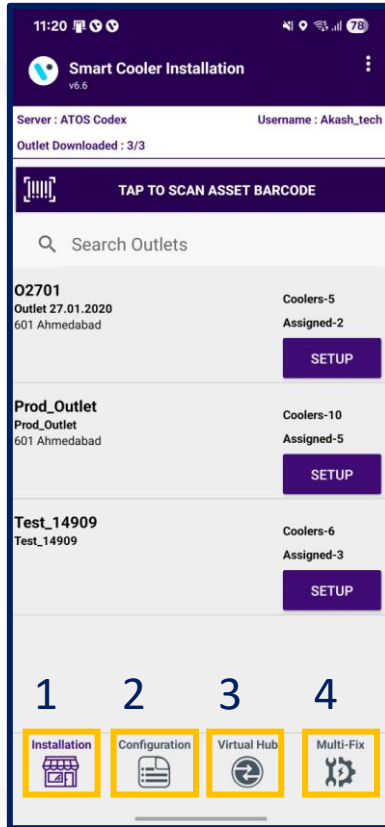 11:20
78
Smart Cooler Installation
v6.6
Server : ATOS Codex Username : Akash_tech
Outlet Downloaded : 3/3
TAP TO SCAN ASSET BARCODE
Search Outlets
O2701
Outlet 27.01.2020
601 Ahmedabad
Coolers-5
Assigned-2
SETUP
Prod_Outlet
Prod_Outlet
601 Ahmedabad
Coolers-10
Assigned-5
SETUP
Test_14909
Test_14909
Coolers-6
Assigned-3
SETUP
1 2 3 4
Installation Configuration Virtual Hub Multi-Fix